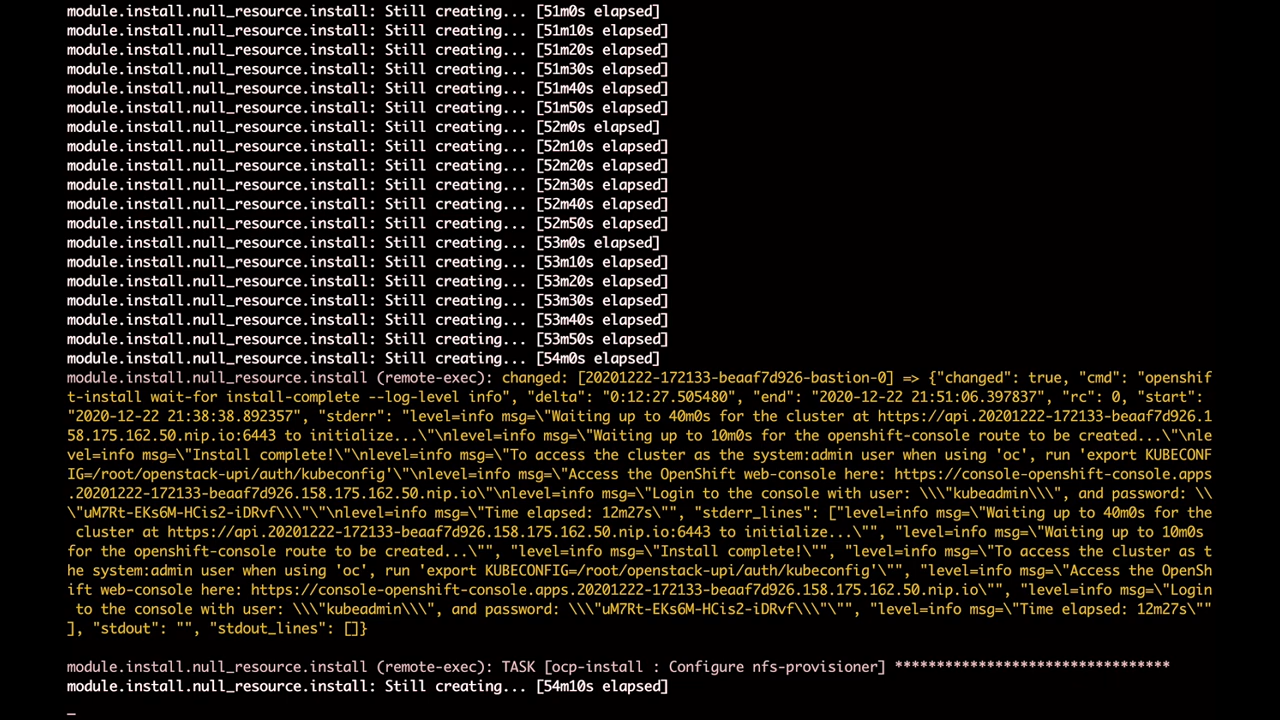 module.install.null_resource.install: Still creating... [51m0s elapsed]
module.install.null_resource.install: Still creating... [51m10s elapsed]
module.install.null_resource.install: Still creating... [51m20s elapsed]
module.install.null_resource.install: Still creating... [51m30s elapsed]
module.install.null_resource.install: Still creating... [51m40s elapsed]
module.install.null_resource.install: Still creating... [51m50s elapsed]
module.install.null_resource.install: Still creating... [52m0s elapsed]
module.install.null_resource.install: Still creating... [52m10s elapsed]
module.install.null_resource.install: Still creating... [52m20s elapsed]
module.install.null_resource.install: Still creating... [52m30s elapsed]
module.install.null_resource.install: Still creating... [52m40s elapsed]
module.install.null_resource.install: Still creating... [52m50s elapsed]
module.install.null_resource.install: Still creating... [53m0s elapsed]
module.install.null_resource.install: Still creating... [53m10s elapsed]
module.install.null_resource.install: Still creating... [53m20s elapsed]
module.install.null_resource.install: Still creating... [53m30s elapsed]
module.install.null_resource.install: Still creating... [53m40s elapsed]
module.install.null_resource.install: Still creating... [53m50s elapsed]
module.install.null_resource.install: Still creating... [54m0s elapsed]
module.install.null_resource.install (remote-exec): changed: [20201222-172133-beaaf7d926-bastion-0] => {"changed": true, "cmd": "openshif
t-install wait-for install-complete --log-level info", "delta": "0:12:27.505480", "end": "2020-12-22 21:51:06.397837", "rc": 0, "start":
"2020-12-22 21:38:38.892357", "stderr": "level=info msg=\"Waiting up to 40m0s for the cluster at https://api.20201222-172133-beaaf7d926.1
58.175.162.50.nip.io:6443 to initialize...\"\nlevel=info msg=\"Waiting up to 10m0s for the openshift-console route to be created...\"\nle
vel=info msg=\"Install complete!\"\nlevel=info msg=\"To access the cluster as the system:admin user when using 'oc', run 'export KUBECONF
IG=/root/openstack-upi/auth/kubeconfig'\"\nlevel=info msg=\"Access the OpenShift web-console here: https://console-openshift-console.apps
.20201222-172133-beaaf7d926.158.175.162.50.nip.io\"\nlevel=info msg=\"Login to the console with user: \\\"kubeadmin\\\", and password: \\
\"uM7Rt-EKs6M-HCis2-iDRvf\\\"\"\nlevel=info msg=\"Time elapsed: 12m27s\"", "stderr_lines": ["level=info msg=\"Waiting up to 40m0s for the
 cluster at https://api.20201222-172133-beaaf7d926.158.175.162.50.nip.io:6443 to initialize...\"", "level=info msg=\"Waiting up to 10m0s
for the openshift-console route to be created...\"", "level=info msg=\"Install complete!\"", "level=info msg=\"To access the cluster as t
he system:admin user when using 'oc', run 'export KUBECONFIG=/root/openstack-upi/auth/kubeconfig'\"", "level=info msg=\"Access the OpenSh
ift web-console here: https://console-openshift-console.apps.20201222-172133-beaaf7d926.158.175.162.50.nip.io\"", "level=info msg=\"Login
 to the console with user: \\\"kubeadmin\\\", and password: \\\"uM7Rt-EKs6M-HCis2-iDRvf\\\"\"", "level=info msg=\"Time elapsed: 12m27s\""
], "stdout": "", "stdout_lines": []}
module.install.null_resource.install (remote-exec): TASK [ocp-install : Configure nfs-provisioner] *********************************
module.install.null_resource.install: Still creating... [54m10s elapsed]